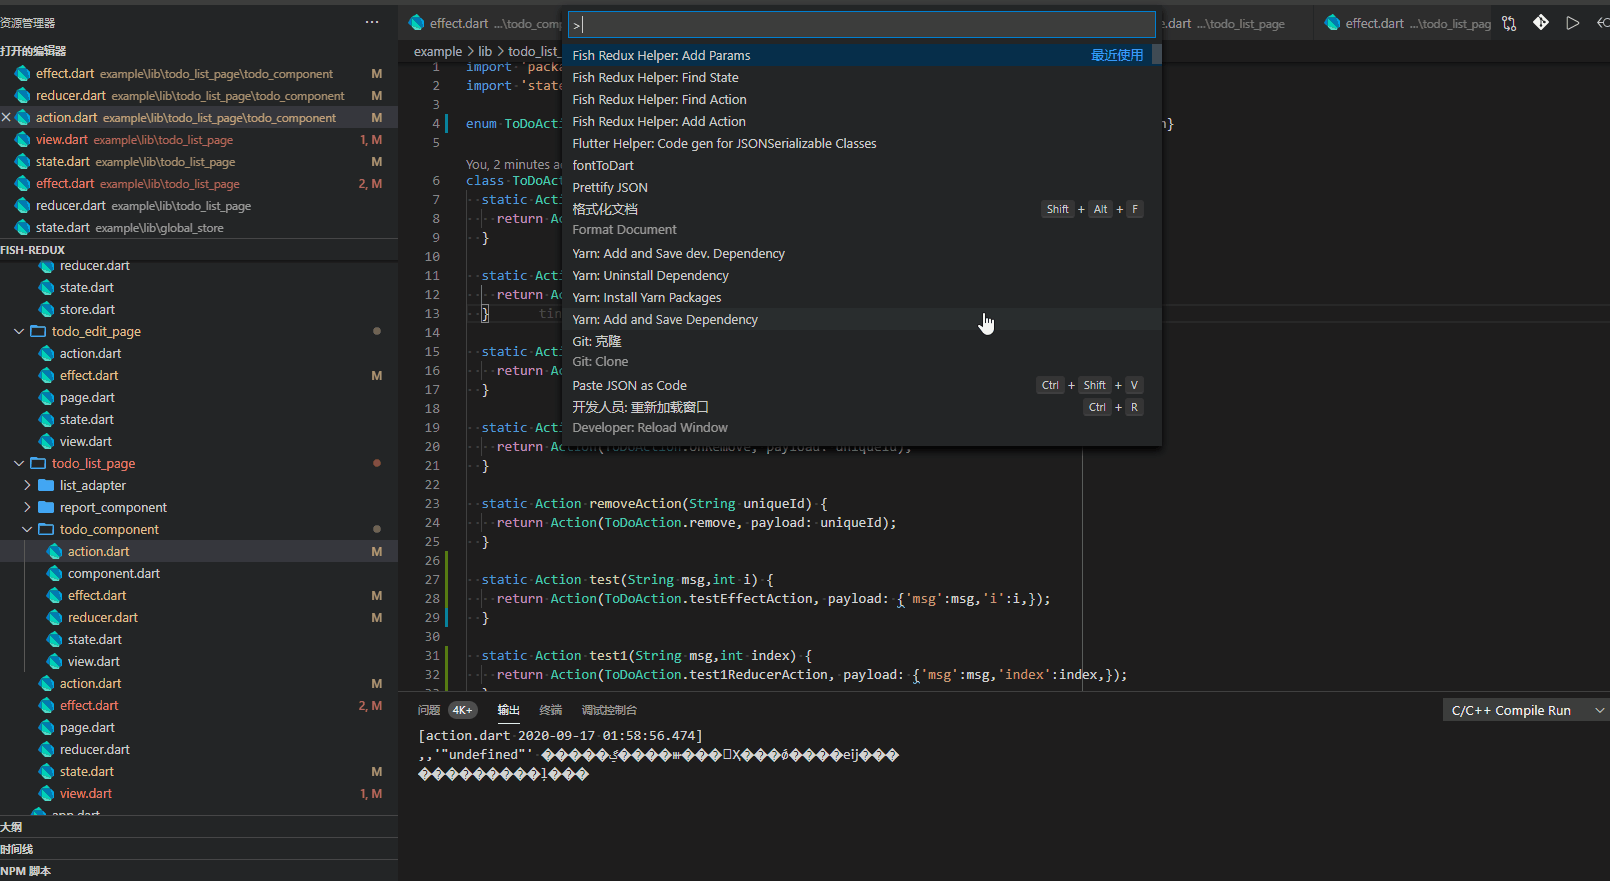 资源管理器 ···
打开的编辑器
effect.dart example\lib\todo_list_page\todo_component M
reducer.dart example\lib\todo_list_page\todo_component M
action.dart example\lib\todo_list_page\todo_component M
view.dart example\lib\todo_list_page 1, M
state.dart example\lib\todo_list_page M
effect.dart example\lib\todo_list_page 2, M
reducer.dart example\lib\todo_list_page
state.dart example\lib\global_store
FISH-REDUX
reducer.dart
state.dart
store.dart
todo_edit_page
action.dart
effect.dart M
page.dart
state.dart
view.dart
todo_list_page
list_adapter
report_component
todo_component
action.dart M
component.dart
effect.dart M
reducer.dart M
state.dart
view.dart
action.dart M
effect.dart 2, M
page.dart
reducer.dart
state.dart M
view.dart 1, M
app.dart
大纲
时间线
NPM 脚本
effect.dart ...\todo_com
.dart ...\todo_list_page
effect.dart ...\todo_list_pag
example > lib > todo_list_
>
Fish Redux Helper: Add Params 最近使用
Fish Redux Helper: Find State
Fish Redux Helper: Find Action
Fish Redux Helper: Add Action
Flutter Helper: Code gen for JSONSerializable Classes
fontToDart
Prettify JSON
格式化文档 Shift + Alt + F
Format Document
Yarn: Add and Save dev. Dependency
Yarn: Uninstall Dependency
Yarn: Install Yarn Packages
Yarn: Add and Save Dependency
Git: 克隆
Git: Clone
Paste JSON as Code Ctrl + Shift + V
开发人员: 重新加载窗口 Ctrl + R
Developer: Reload Window
1 import 'packa
2 import 'state
3
4 enum ToDoActi n}
5
You, 2 minutes a
6 class ToDoAct
7 static Acti
8 return Ac
9 }
10
11 static Acti
12 return Ac
13 } tin
14
15 static Acti
16 return Ac
17 }
18
19 static Acti
20 return Action(ToDoAction.onRemove, payload: uniqueId);
21 }
22
23 static Action removeAction(String uniqueId) {
24 return Action(ToDoAction.remove, payload: uniqueId);
25 }
26
27 static Action test(String msg,int i) {
28 return Action(ToDoAction.testEffectAction, payload: {'msg':msg,'i':i,});
29 }
30
31 static Action test1(String msg,int index) {
32 return Action(ToDoAction.test1ReducerAction, payload: {'msg':msg,'index':index,});
33 }
问题 4K+ 输出 终端 调试控制台 C/C++ Compile Run
[action.dart 2020-09-17 01:58:56.474]
,,'"undefined"'